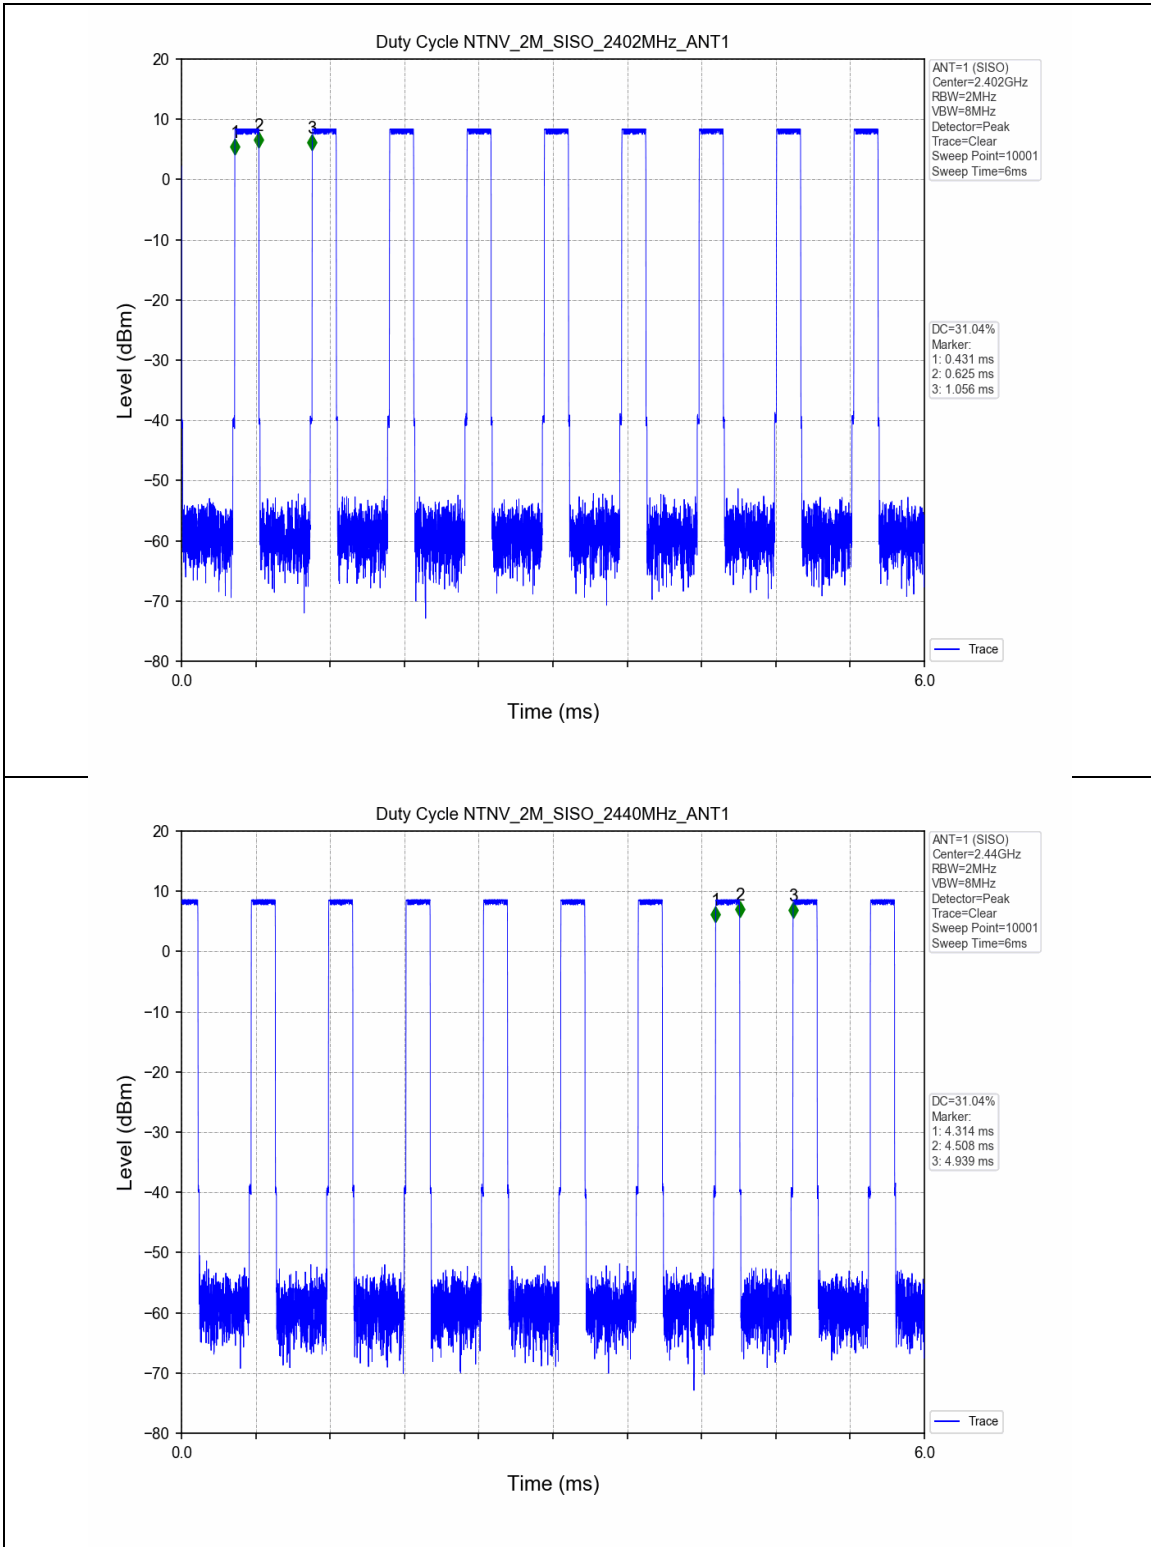 Duty Cycle NTNV_2M_SISO_2402MHz_ANT1
20
10
0
−10
−20
−30
−40
−50
−60
−70
−80
Level (dBm)
1
2
3
0.0
6.0
Time (ms)
ANT=1 (SISO)
Center=2.402GHz
RBW=2MHz
VBW=8MHz
Detector=Peak
Trace=Clear
Sweep Point=10001
Sweep Time=6ms
DC=31.04%
Marker:
1: 0.431 ms
2: 0.625 ms
3: 1.056 ms
Trace
Duty Cycle NTNV_2M_SISO_2440MHz_ANT1
20
10
0
−10
−20
−30
−40
−50
−60
−70
−80
Level (dBm)
1
2
3
0.0
6.0
Time (ms)
ANT=1 (SISO)
Center=2.44GHz
RBW=2MHz
VBW=8MHz
Detector=Peak
Trace=Clear
Sweep Point=10001
Sweep Time=6ms
DC=31.04%
Marker:
1: 4.314 ms
2: 4.508 ms
3: 4.939 ms
Trace